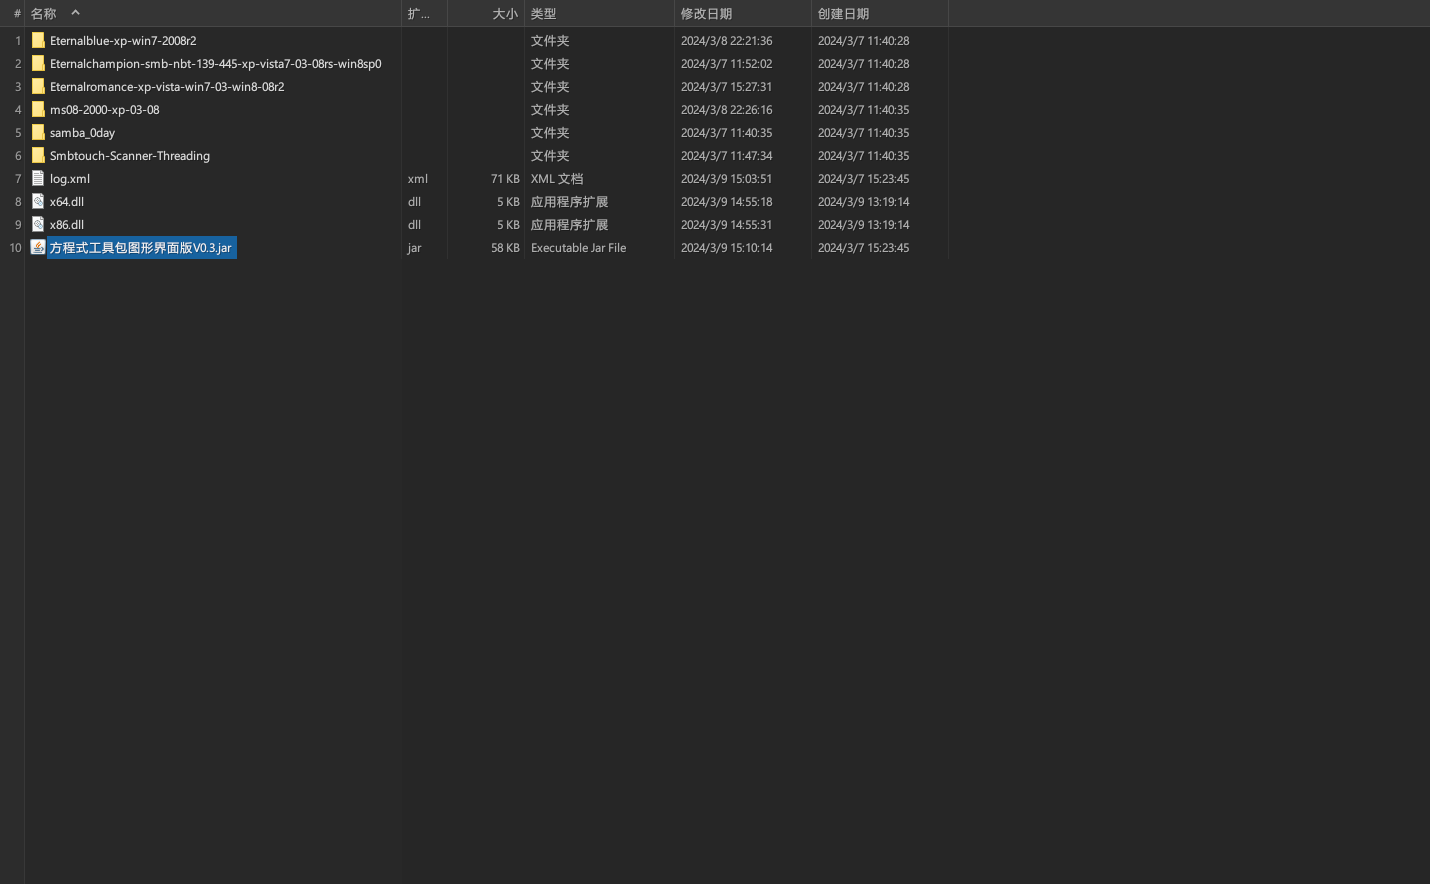 # 名称 扩... 大小 类型 修改日期 创建日期
1 Eternalblue-xp-win7-2008r2 文件夹 2024/3/8 22:21:36 2024/3/7 11:40:28
2 Eternalchampion-smb-nbt-139-445-xp-vista7-03-08rs-win8sp0 文件夹 2024/3/7 11:52:02 2024/3/7 11:40:28
3 Eternalromance-xp-vista-win7-03-win8-08r2 文件夹 2024/3/7 15:27:31 2024/3/7 11:40:28
4 ms08-2000-xp-03-08 文件夹 2024/3/8 22:26:16 2024/3/7 11:40:35
5 samba_0day 文件夹 2024/3/7 11:40:35 2024/3/7 11:40:35
6 Smbtouch-Scanner-Threading 文件夹 2024/3/7 11:47:34 2024/3/7 11:40:35
7 log.xml xml 71 KB XML 文档 2024/3/9 15:03:51 2024/3/7 15:23:45
8 x64.dll dll 5 KB 应用程序扩展 2024/3/9 14:55:18 2024/3/9 13:19:14
9 x86.dll dll 5 KB 应用程序扩展 2024/3/9 14:55:31 2024/3/9 13:19:14
10 方程式工具包图形界面版V0.3.jar jar 58 KB Executable Jar File 2024/3/9 15:10:14 2024/3/7 15:23:45